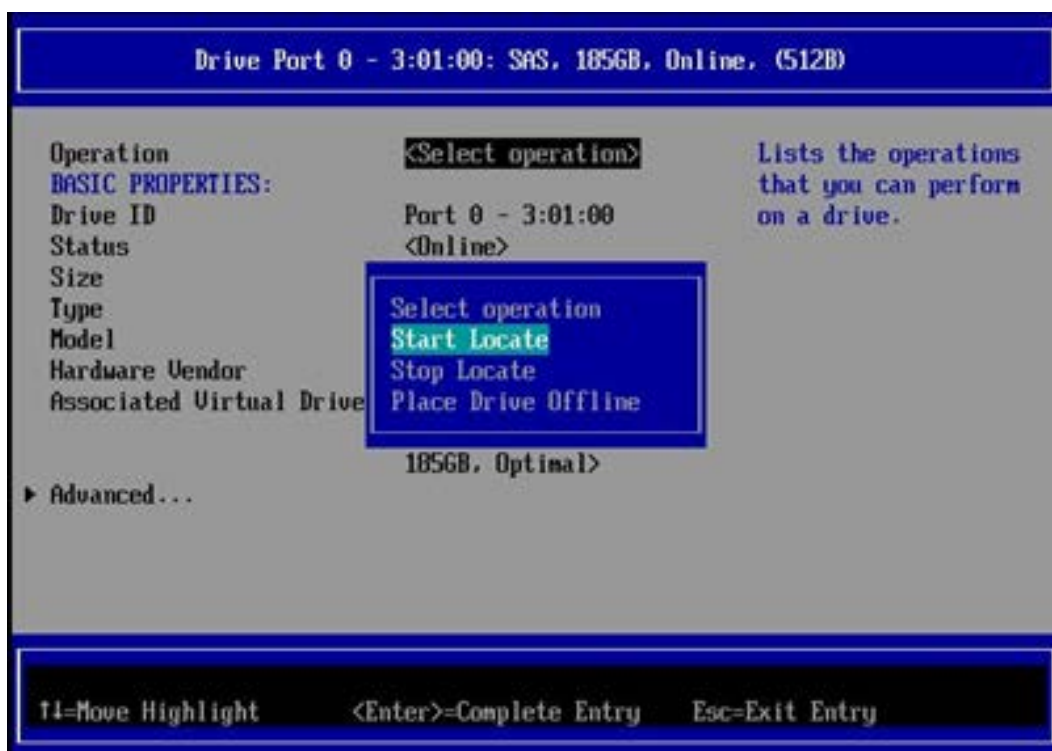 Drive Port 0 - 3:01:00: SAS, 185GB, Online, (512B)
Operation <Select operation> Lists the operations
BASIC PROPERTIES: that you can perform
Drive ID Port 0 - 3:01:00 on a drive.
Status <Online>
Size
Type Select operation
Model Start Locate
Hardware Vendor Stop Locate
Associated Virtual Drive Place Drive Offline
185GB, Optimal>
▶ Advanced...
↑↓=Move Highlight <Enter>=Complete Entry Esc=Exit Entry